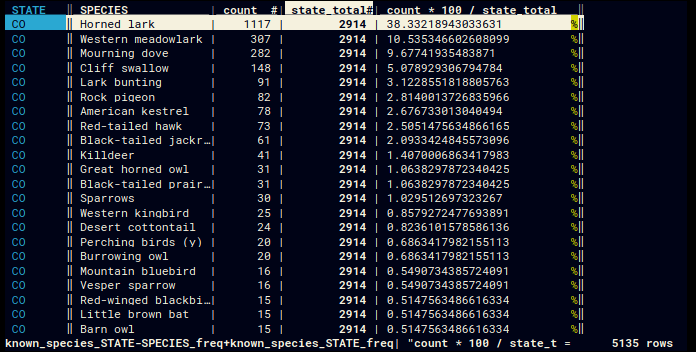 STATE ‖ SPECIES | count #| state_total#| count * 100 / state_total ‖
CO ‖ Horned lark | 1117 | 2914 | 38.33218943033631 %‖
CO ‖ Western meadowlark | 307 | 2914 | 10.535346602608099 %‖
CO ‖ Mourning dove | 282 | 2914 | 9.67741935483871 %‖
CO ‖ Cliff swallow | 148 | 2914 | 5.078929306794784 %‖
CO ‖ Lark bunting | 91 | 2914 | 3.1228551818805763 %‖
CO ‖ Rock pigeon | 82 | 2914 | 2.8140013726835966 %‖
CO ‖ American kestrel | 78 | 2914 | 2.676733013040494 %‖
CO ‖ Red-tailed hawk | 73 | 2914 | 2.5051475634866165 %‖
CO ‖ Black-tailed jackr…| 61 | 2914 | 2.0933424845573096 %‖
CO ‖ Killdeer | 41 | 2914 | 1.4070006863417983 %‖
CO ‖ Great horned owl | 31 | 2914 | 1.0638297872340425 %‖
CO ‖ Black-tailed prair…| 31 | 2914 | 1.0638297872340425 %‖
CO ‖ Sparrows | 30 | 2914 | 1.029512697323267 %‖
CO ‖ Western kingbird | 25 | 2914 | 0.8579272477693891 %‖
CO ‖ Desert cottontail | 24 | 2914 | 0.8236101578586136 %‖
CO ‖ Perching birds (y) | 20 | 2914 | 0.6863417982155113 %‖
CO ‖ Burrowing owl | 20 | 2914 | 0.6863417982155113 %‖
CO ‖ Mountain bluebird | 16 | 2914 | 0.5490734385724091 %‖
CO ‖ Vesper sparrow | 16 | 2914 | 0.5490734385724091 %‖
CO ‖ Red-winged blackbi…| 15 | 2914 | 0.5147563486616334 %‖
CO ‖ Little brown bat | 15 | 2914 | 0.5147563486616334 %‖
CO ‖ Barn owl | 15 | 2914 | 0.5147563486616334 %‖
known_species_STATE-SPECIES_freq+known_species_STATE_freq| "count * 100 / state_t = 5135 rows